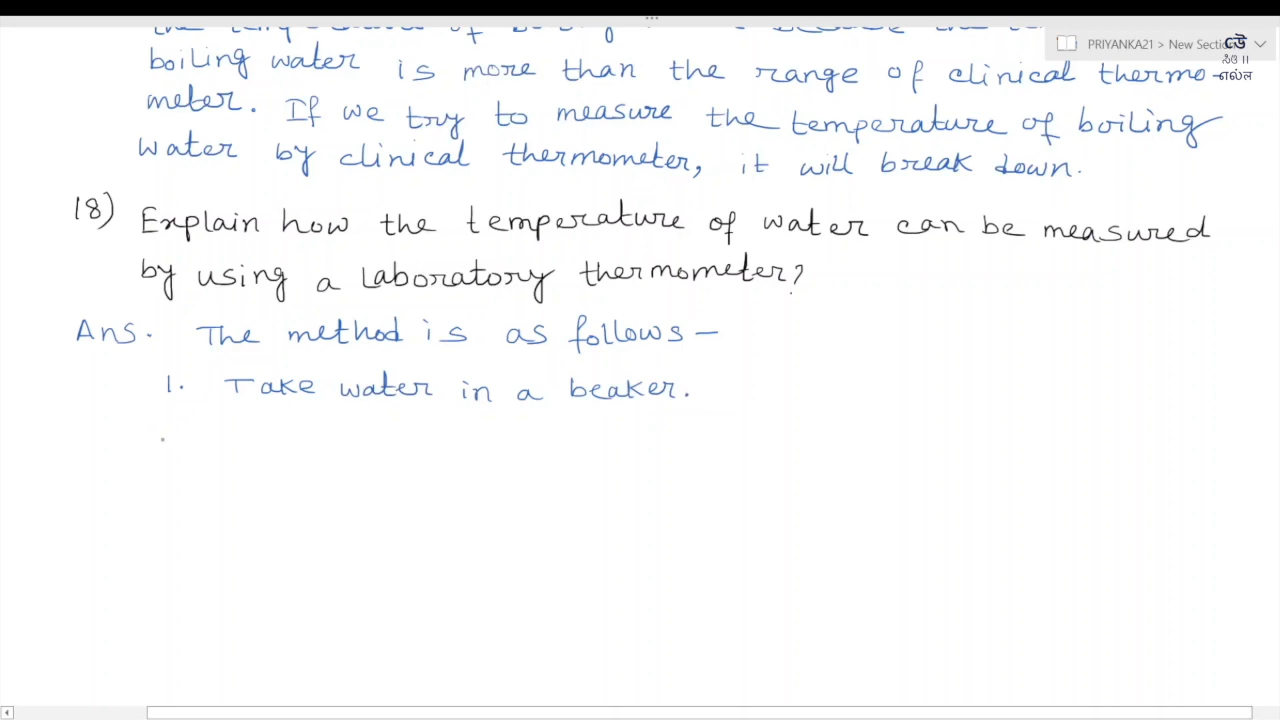 boiling water is more than the range of clinical thermo-
meter. If we try to measure the temperature of boiling
water by clinical thermometer, it will break down.
18) Explain how the temperature of water can be measured
by using a laboratory thermometer?
Ans. The method is as follows -
1. Take water in a beaker.
PRIYANKA21 > New Section